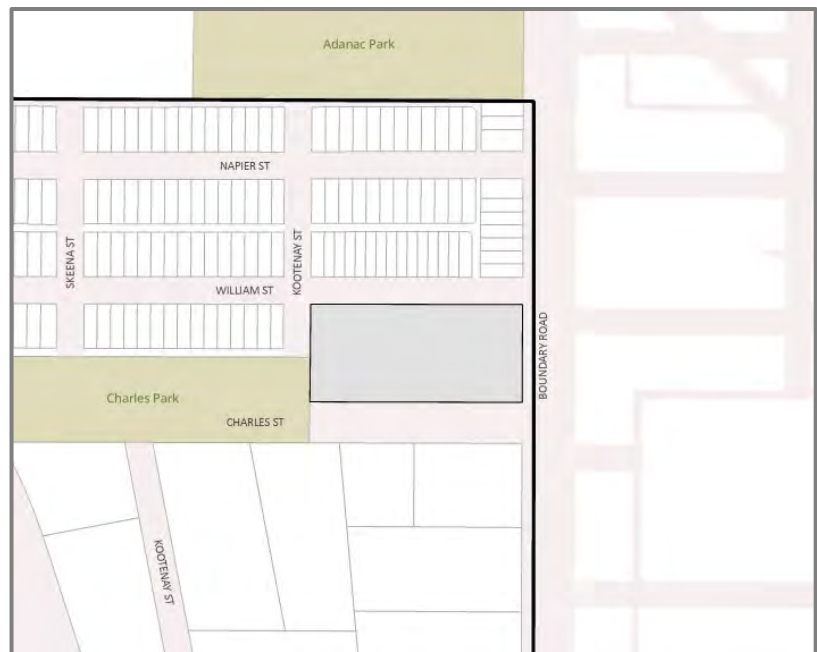 Adanac Park
NAPIER ST
SKEENA ST
KOOTENAY ST
WILLIAM ST
BOUNDARY ROAD
Charles Park
CHARLES ST
KOOTENAY ST